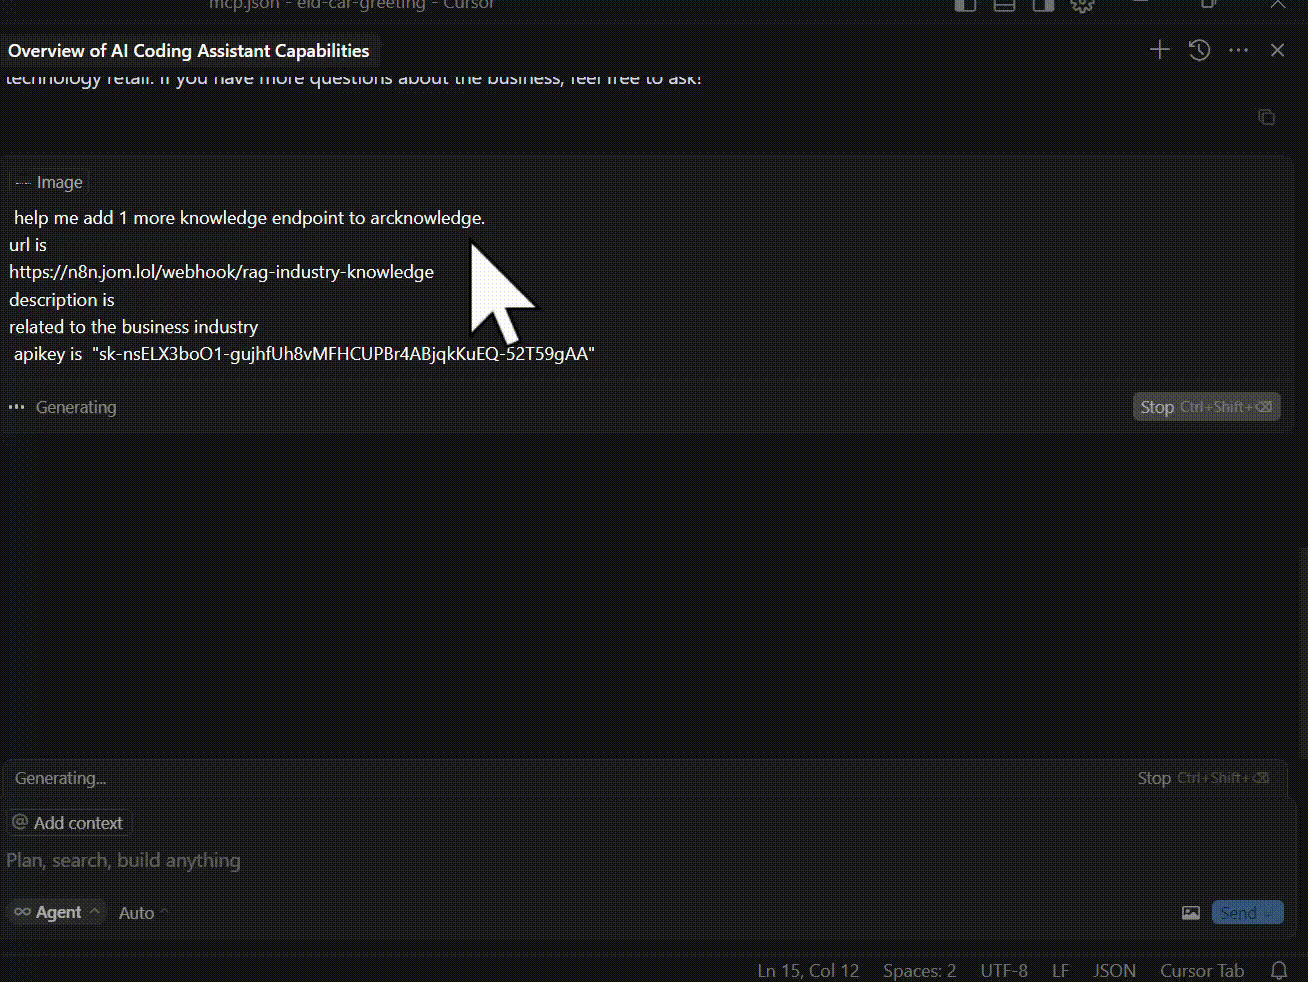 mcp.json - eid-car-greeting - Cursor
Overview of AI Coding Assistant Capabilities
technology retail. If you have more questions about the business, feel free to ask!
Image
help me add 1 more knowledge endpoint to arcknowledge.
url is
https://n8n.jom.lol/webhook/rag-industry-knowledge
description is
related to the business industry
apikey is "sk-nsELX3boO1-gujhfUh8vMFHCUPBr4ABjqkKuEQ-52T59gAA"
Generating
Stop Ctrl+Shift+⌫
Generating...
Stop Ctrl+Shift+⌫
@ Add context
Plan, search, build anything
∞ Agent
Auto
Send
Ln 15, Col 12 Spaces: 2 UTF-8 LF JSON Cursor Tab